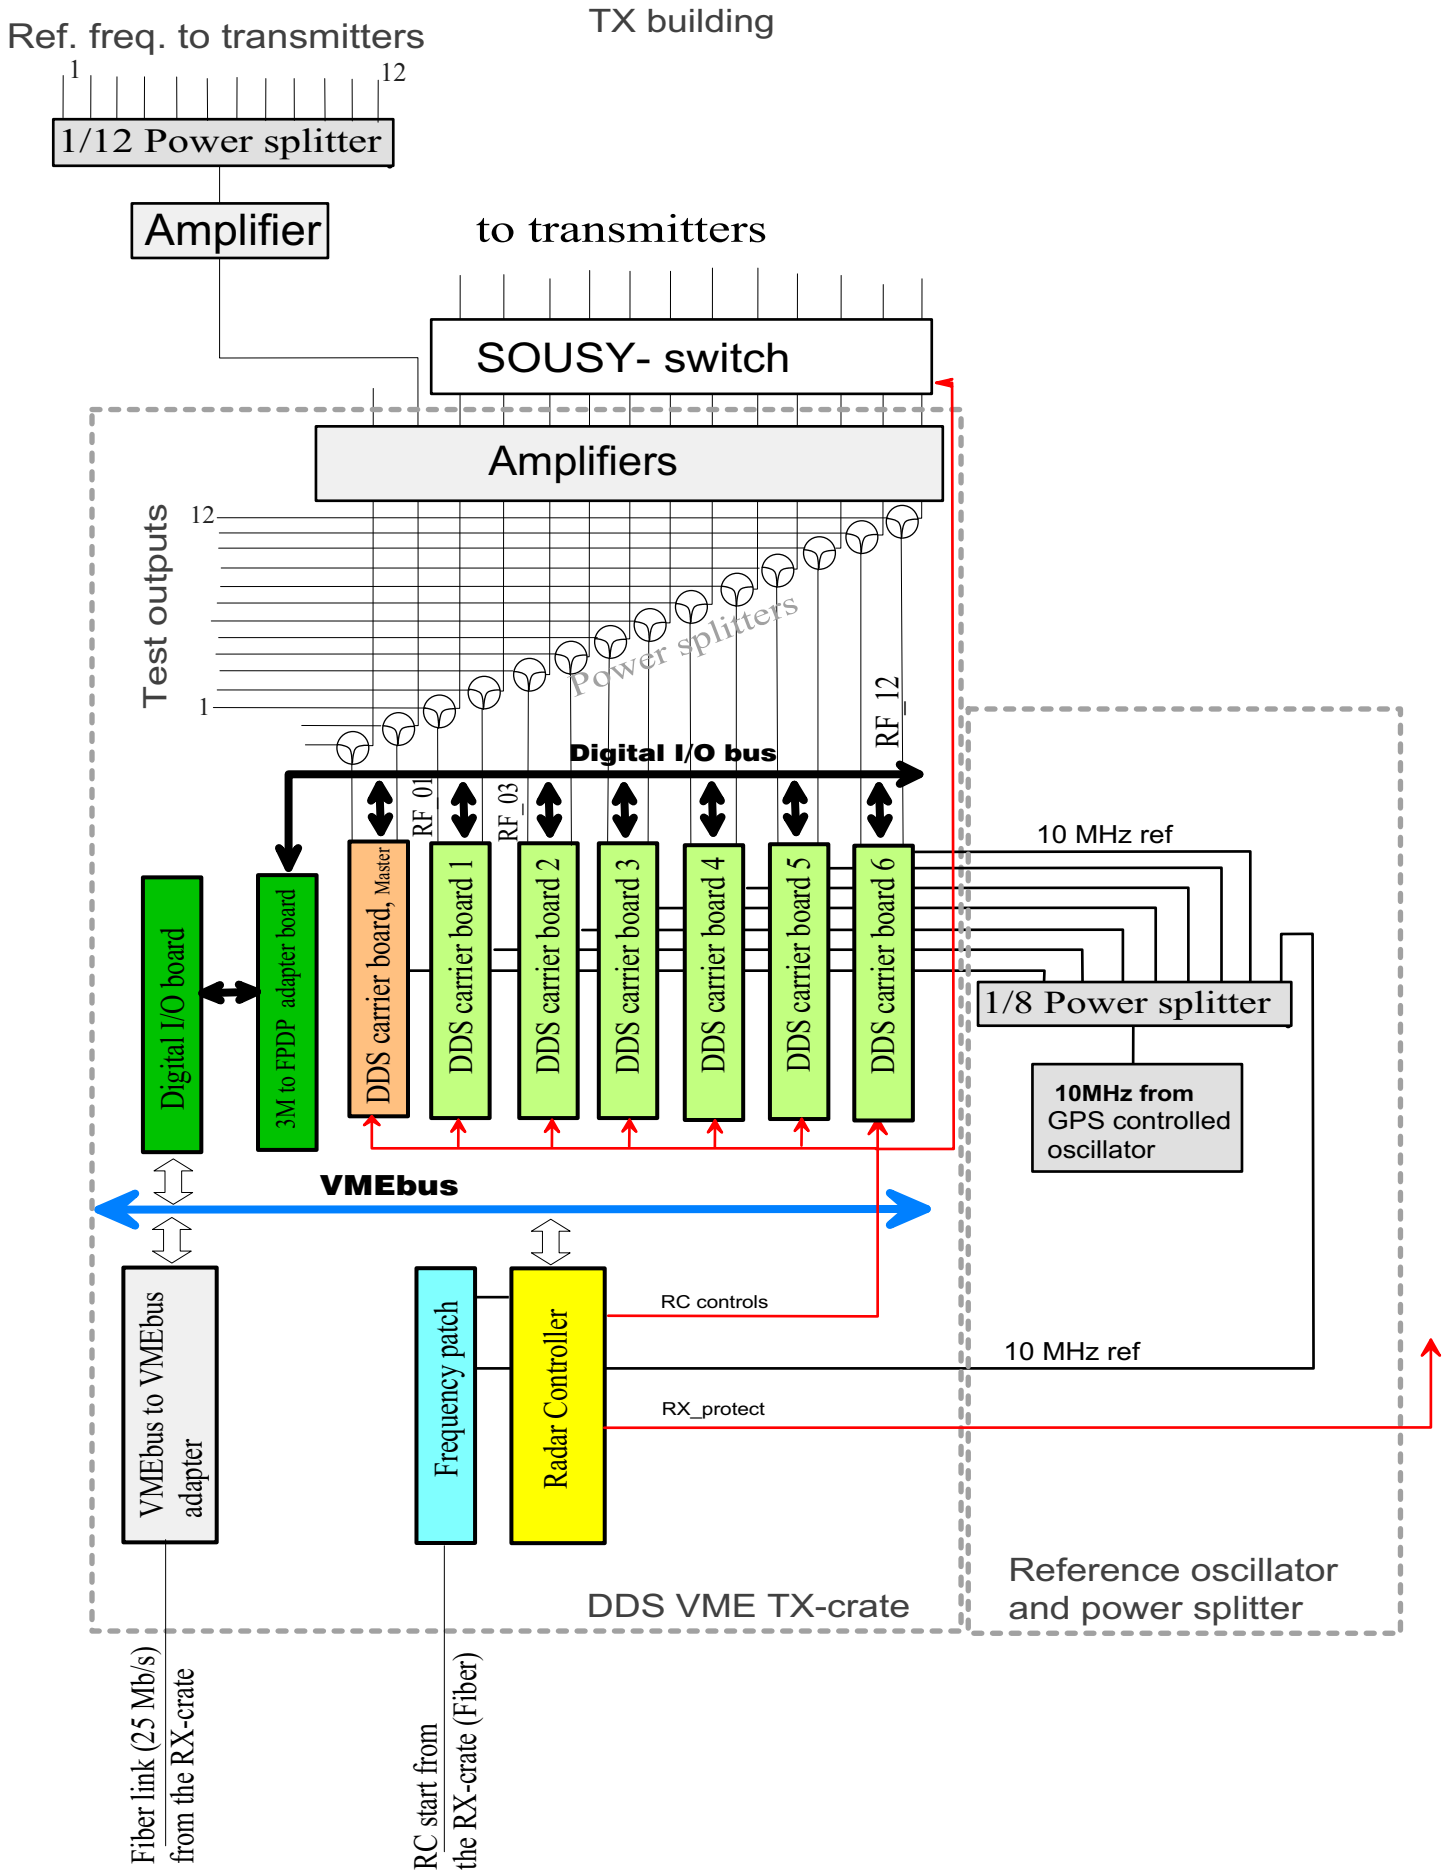 TX building
Ref. freq. to transmitters
1
12
1/12 Power splitter
Amplifier
to transmitters
SOUSY- switch
Amplifiers
Test outputs
12
1
Power splitters
RF_12
Digital I/O bus
RF_01
RF_03
10 MHz ref
Digital I/O board
3M to FPDP adapter board
DDS carrier board, Master
DDS carrier board 1
DDS carrier board 2
DDS carrier board 3
DDS carrier board 4
DDS carrier board 5
DDS carrier board 6
1/8 Power splitter
10MHz from
GPS controlled
oscillator
VMEbus
VMEbus to VMEbus
adapter
Frequency patch
Radar Controller
RC controls
10 MHz ref
RX_protect
Reference oscillator
and power splitter
DDS VME TX-crate
Fiber link (25 Mb/s)
from the RX-crate
RC start from
the RX-crate (Fiber)